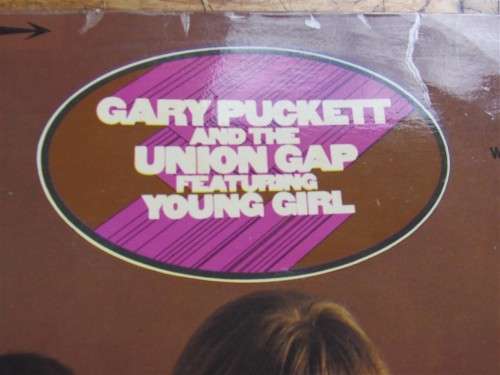 GARY PUCKETT
AND THE
UNION GAP
FEATURING
YOUNG GIRL